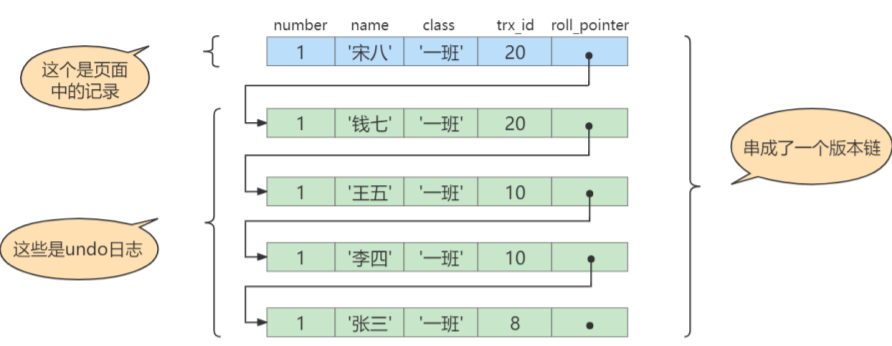 number name class trx_id roll_pointer
1 '宋八' '一班' 20
这个是页面
中的记录
1 '钱七' '一班' 20
串成了一个版本链
1 '王五' '一班' 10
这些是undo日志
1 '李四' '一班' 10
1 '张三' '一班' 8